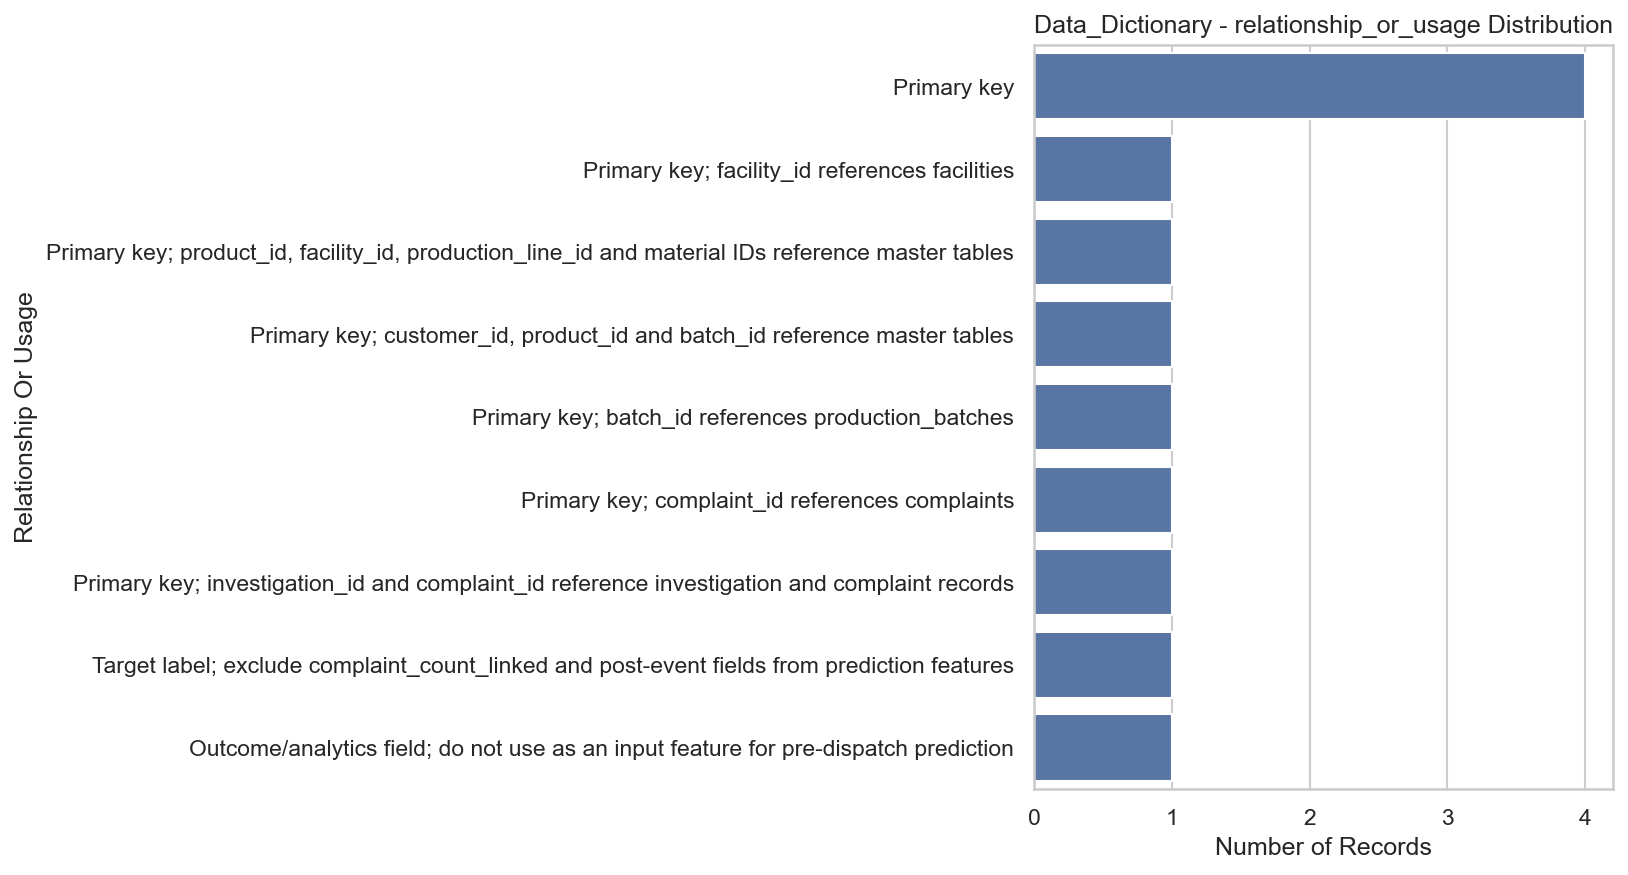 Data_Dictionary - relationship_or_usage Distribution
Primary key
Primary key; facility_id references facilities
Primary key; product_id, facility_id, production_line_id and material IDs reference master tables
Primary key; customer_id, product_id and batch_id reference master tables
Primary key; batch_id references production_batches
Primary key; complaint_id references complaints
Primary key; investigation_id and complaint_id reference investigation and complaint records
Target label; exclude complaint_count_linked and post-event fields from prediction features
Outcome/analytics field; do not use as an input feature for pre-dispatch prediction
Relationship Or Usage
0 1 2 3 4
Number of Records